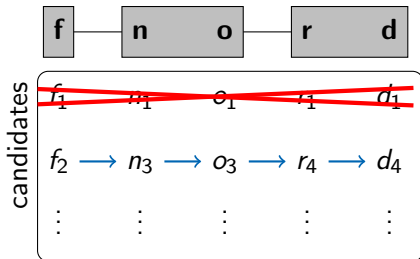 f n o r d
candidates
f₁ n₁ o₁ r₁ d₁
f₂ → n₃ → o₃ → r₄ → d₄
⋮ ⋮ ⋮ ⋮ ⋮